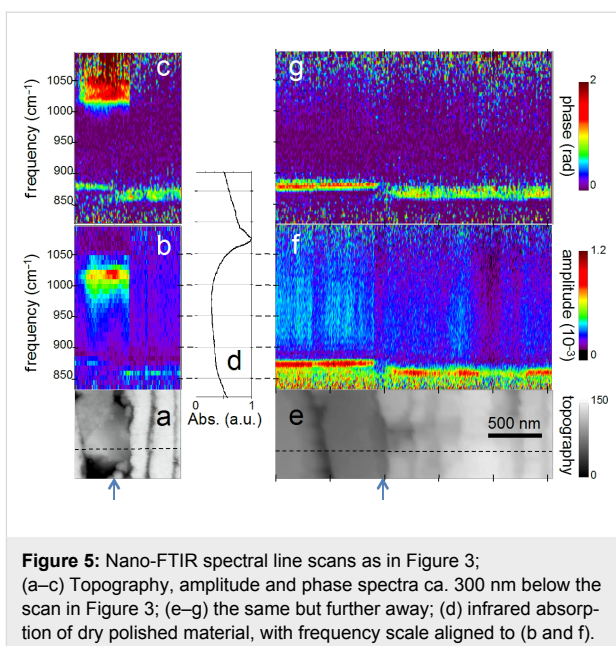 c
g
frequency (cm⁻¹)
1050
1000
950
900
850
2
phase (rad)
0
b
f
frequency (cm⁻¹)
1050
1000
950
900
850
d
0
1
Abs. (a.u.)
1.2
amplitude (10⁻³)
0
a
e
500 nm
150
topography
0
Figure 5: Nano-FTIR spectral line scans as in Figure 3;
(a–c) Topography, amplitude and phase spectra ca. 300 nm below the
scan in Figure 3; (e–g) the same but further away; (d) infrared absorp-
tion of dry polished material, with frequency scale aligned to (b and f).